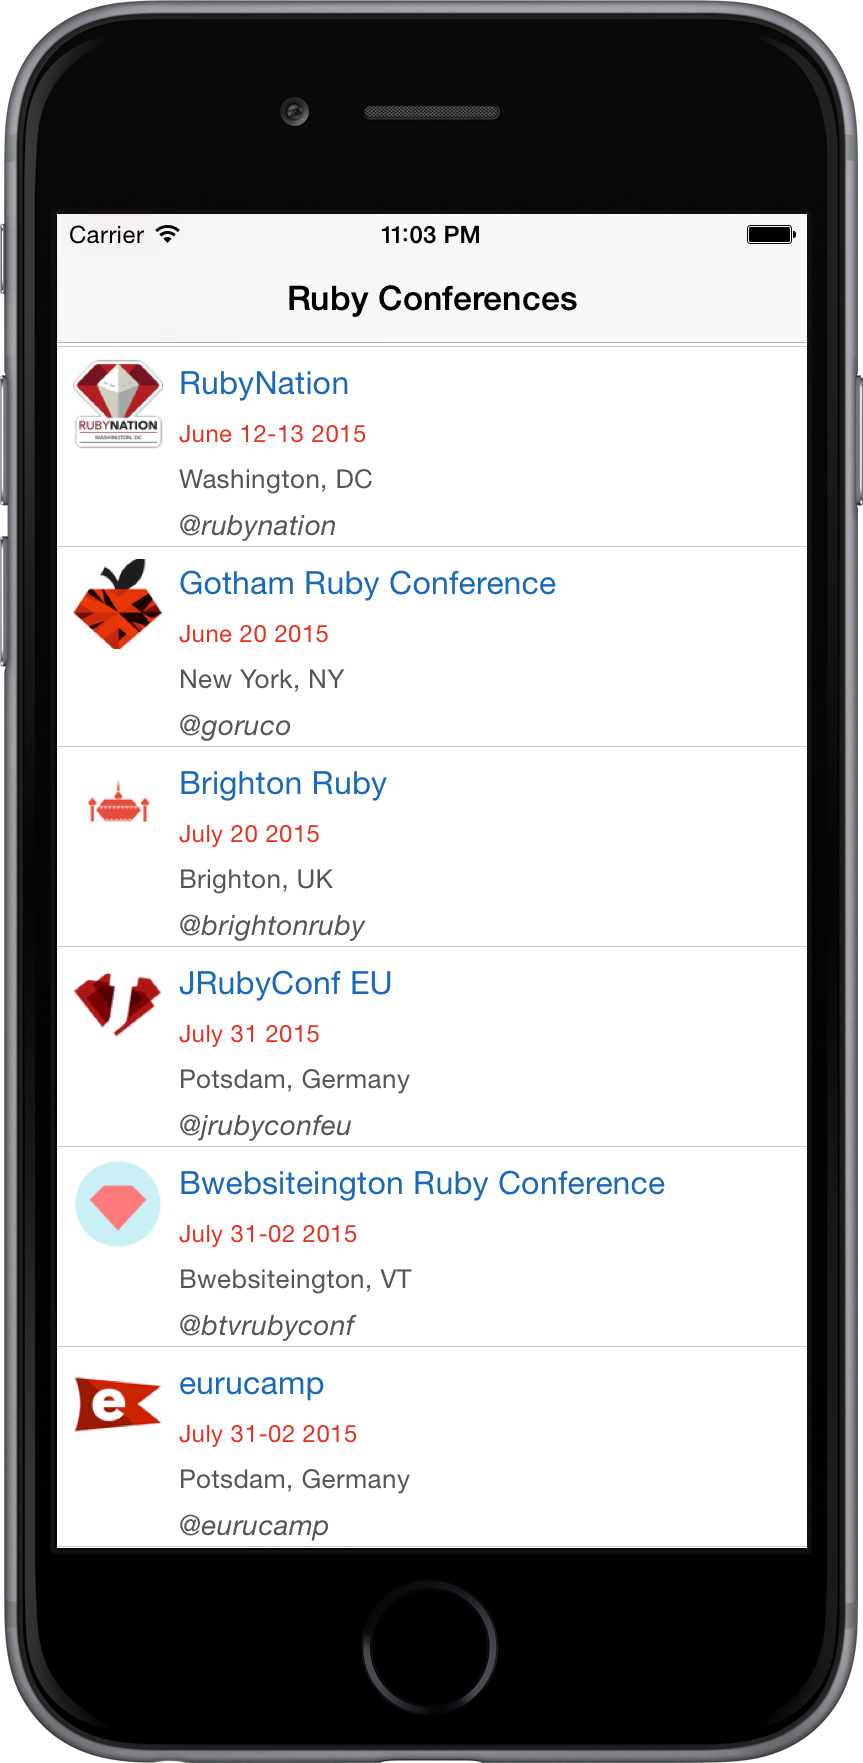 Carrier
11:03 PM
Ruby Conferences
RUBYNATION
WASHINGTON, DC
RubyNation
June 12-13 2015
Washington, DC
@rubynation
Gotham Ruby Conference
June 20 2015
New York, NY
@goruco
Brighton Ruby
July 20 2015
Brighton, UK
@brightonruby
JRubyConf EU
July 31 2015
Potsdam, Germany
@jrubyconfeu
Bwebsiteington Ruby Conference
July 31-02 2015
Bwebsiteington, VT
@btvrubyconf
e
eurucamp
July 31-02 2015
Potsdam, Germany
@eurucamp